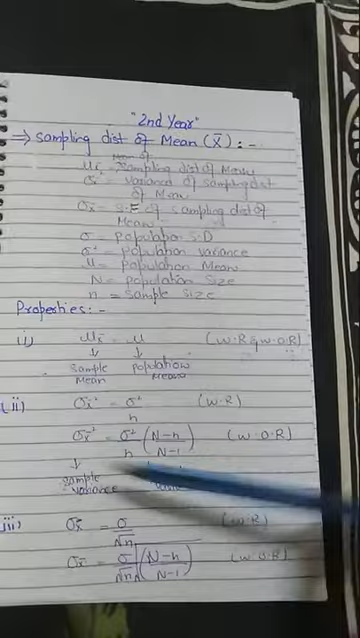 "2nd Year"
→ Sampling dist of Mean (X̄) : -
μx̄ = Mean of Sampling dist of Mean
σx̄² = variance of sampling dist
of Mean
σx̄ = S.E of sampling dist of
Mean
σ = Population S.D
σ² = Population variance
μ = Population Mean
N = Population Size
n = Sample size
Properties : -
(i) μx̄ = μ (w.R & w.o.R)
↓ ↓
Sample Population
Mean Mean
(ii) σx̄² = σ²/n (w.R)
σx̄² = σ²/n (N-n/N-1) (w.o.R)
↓
Sample
variance
iii) σx̄ = σ/√n (w.R)
σx̄ = σ/√n √(N-n/N-1) (w.o.R)